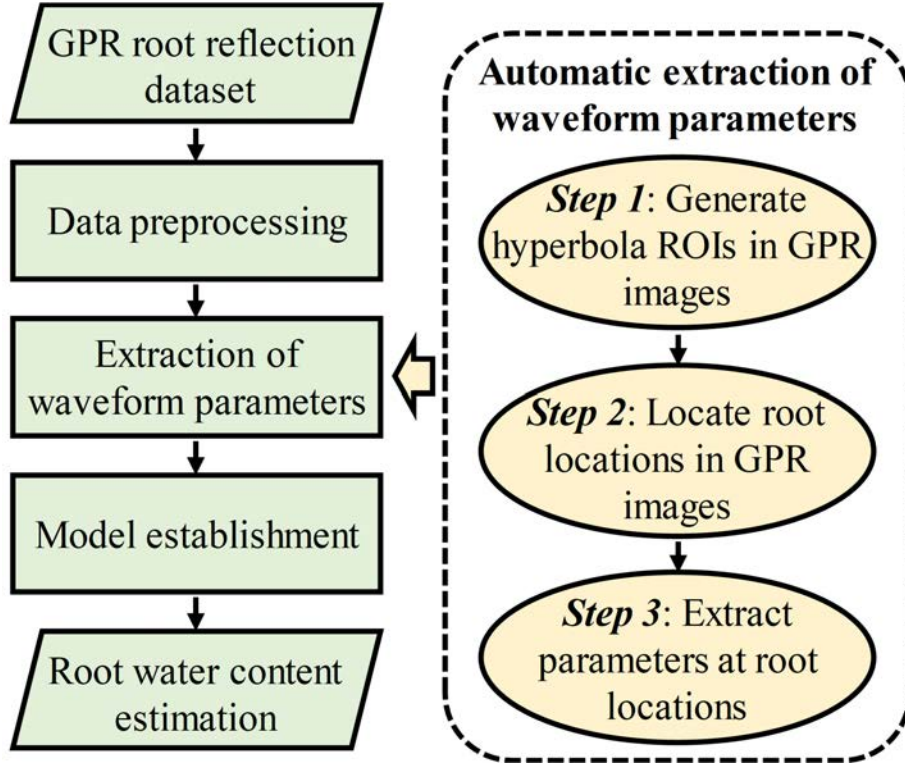 GPR root reflection
dataset
Data preprocessing
Extraction of
waveform parameters
Model establishment
Root water content
estimation
Automatic extraction of
waveform parameters
Step 1: Generate
hyperbola ROIs in GPR
images
Step 2: Locate root
locations in GPR
images
Step 3: Extract
parameters at root
locations